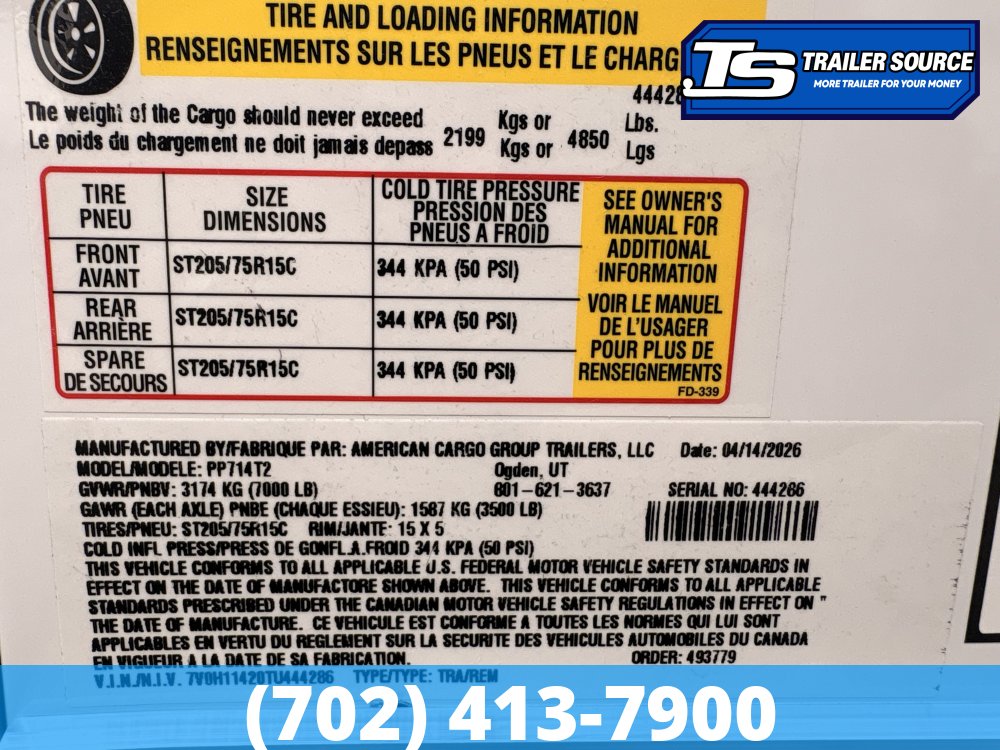 TIRE AND LOADING INFORMATION
RENSEIGNEMENTS SUR LES PNEUS ET LE CHARG
TS TRAILER SOURCE
MORE TRAILER FOR YOUR MONEY
4442
The weight of the Cargo should never exceed
Le poids du chargement ne doit jamais depass
2199 Kgs or 4850 Lbs.
Kgs or Lgs
TIRE PNEU
SIZE DIMENSIONS
COLD TIRE PRESSURE
PRESSION DES
PNEUS A FROID
FRONT AVANT ST205/75R15C 344 KPA (50 PSI)
REAR ARRIÈRE ST205/75R15C 344 KPA (50 PSI)
SPARE DE SECOURS ST205/75R15C 344 KPA (50 PSI)
SEE OWNER'S
MANUAL FOR
ADDITIONAL
INFORMATION
VOIR LE MANUEL
DE L'USAGER
POUR PLUS DE
RENSEIGNEMENTS
FD-339
MANUFACTURED BY/FABRIQUE PAR: AMERICAN CARGO GROUP TRAILERS, LLC Date: 04/14/2026
MODEL/MODELE: PP714T2 Ogden, UT
GVWR/PNBV: 3174 KG (7000 LB) 801-621-3637 SERIAL NO: 444286
GAWR (EACH AXLE) PNBE (CHAQUE ESSIEU): 1587 KG (3500 LB)
TIRES/PNEU: ST205/75R15C RIM/JANTE: 15 X 5
COLD INFL PRESS/PRESS DE GONFL.A.FROID 344 KPA (50 PSI)
THIS VEHICLE CONFORMS TO ALL APPLICABLE U.S. FEDERAL MOTOR VEHICLE SAFETY STANDARDS IN
EFFECT ON THE DATE OF MANUFACTORE SHOWN ABOVE. THIS VEHICLE CONFORMS TO ALL APPLICABLE
STANDARDS PRESCRIBED UNDER THE CANADIAN MOTOR VEHICLE SAFETY REGULATIONS IN EFFECT ON "
THE DATE OF MANUFACTURE. CE VEHICULE EST CONFORME A TOUTES LES NORMES QUI LUI SONT
APPLICABLES EN VERTU DU REGLEMENT SUR LA SECURITE DES VEHICULES AUTOMOBILES DU CANADA
EN VIGUEUR A LA DATE DE SA FABRICATION. ORDER: 493779
V.I.N./N.I.V. 7V0H11420TU444286 TYPE/TYPE: TRA/REM
(702) 413-7900